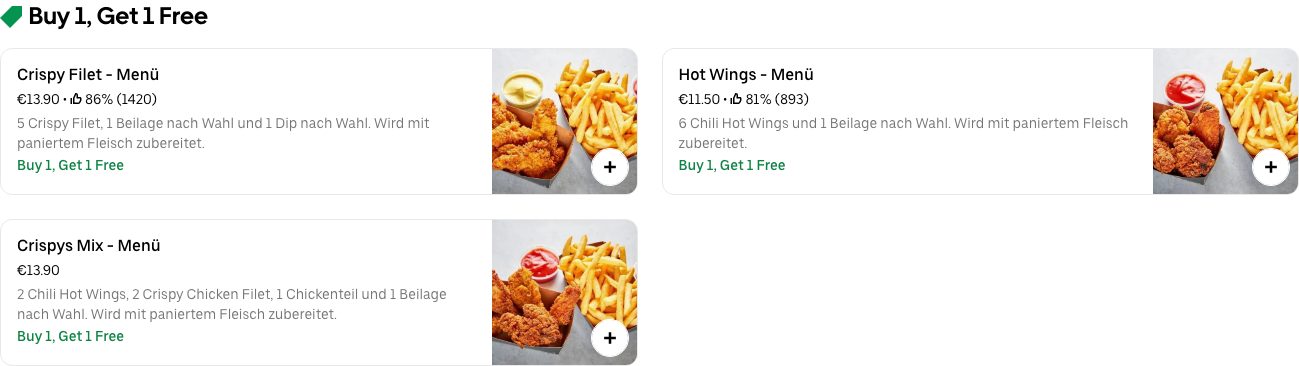 Buy 1, Get 1 Free
Crispy Filet - Menü
€13.90 • 86% (1420)
5 Crispy Filet, 1 Beilage nach Wahl und 1 Dip nach Wahl. Wird mit
paniertem Fleisch zubereitet.
Buy 1, Get 1 Free
Hot Wings - Menü
€11.50 • 81% (893)
6 Chili Hot Wings und 1 Beilage nach Wahl. Wird mit paniertem Fleisch
zubereitet.
Buy 1, Get 1 Free
Crispys Mix - Menü
€13.90
2 Chili Hot Wings, 2 Crispy Chicken Filet, 1 Chickenteil und 1 Beilage
nach Wahl. Wird mit paniertem Fleisch zubereitet.
Buy 1, Get 1 Free